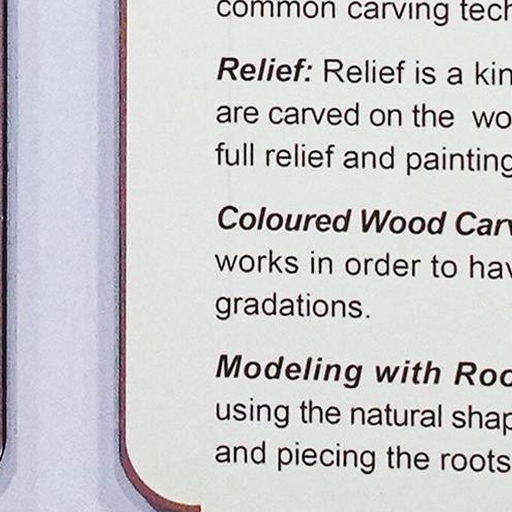 common carving tech
Relief: Relief is a kin
are carved on the wo
full relief and painting
Coloured Wood Carv
works in order to hav
gradations.
Modeling with Roo
using the natural shap
and piecing the roots